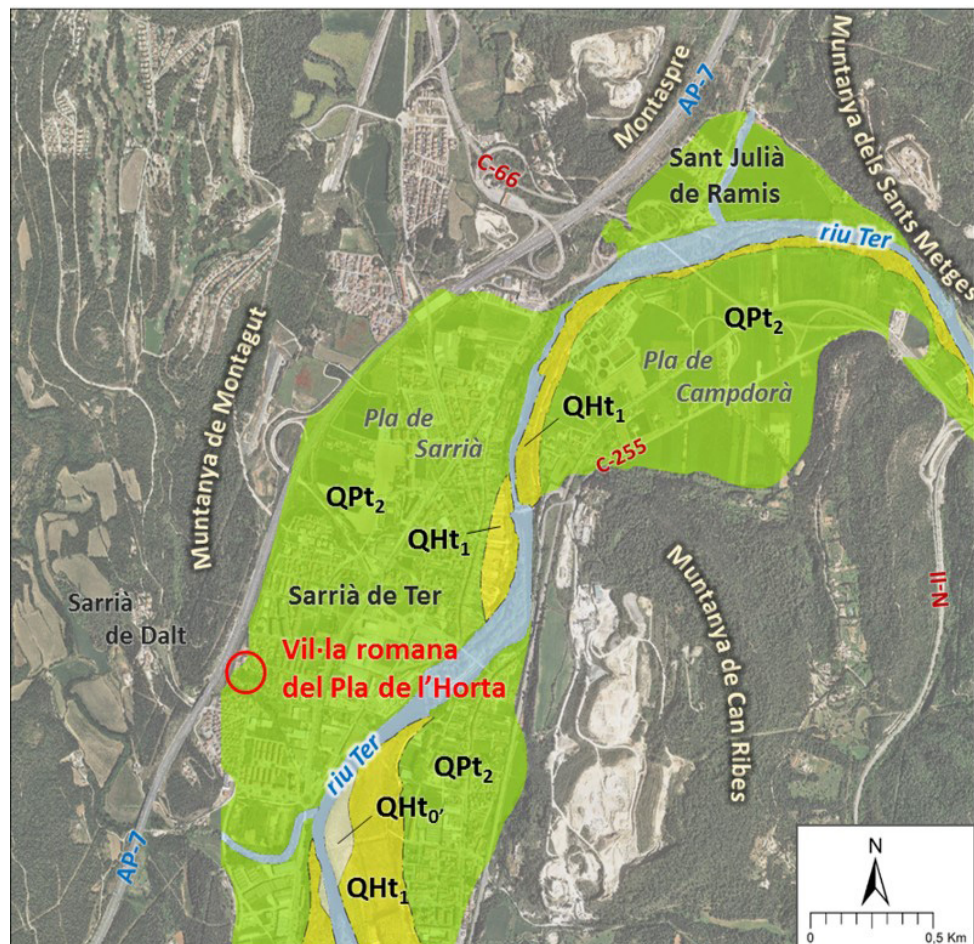 Montaspre
AP-7
Muntanya dels Sants Metges
C-66
Sant Julià
de Ramis
riu Ter
QPt₂
Pla de
Campdorà
QHt₁
C-255
Muntanya de Montagut
Pla de
Sarrià
QPt₂
QHt₁
Sarrià de Ter
Sarrià
de Dalt
Vil·la romana
del Pla de l’Horta
Muntanya de Can Ribes
N-II
riu Ter
QPt₂
QHt₀’
QHt₁
AP-7
N
0 0,5 Km